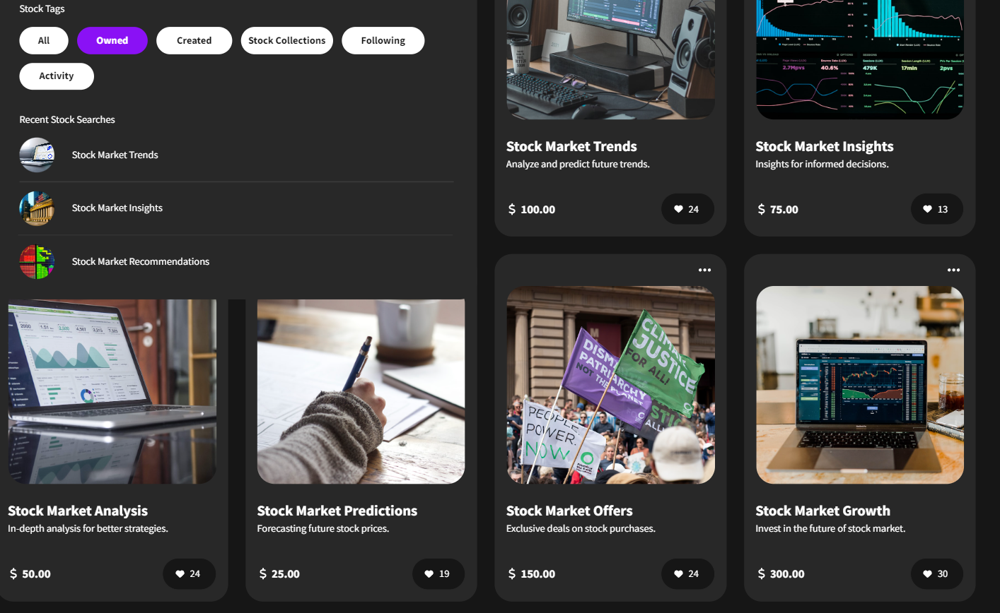 Stock Tags
All
Owned
Created
Stock Collections
Following
Activity
Recent Stock Searches
Stock Market Trends
Stock Market Insights
Stock Market Recommendations
2.7Mpvs
40.6%
479K
17min
2pvs
Stock Market Trends
Analyze and predict future trends.
$ 100.00
24
Stock Market Insights
Insights for informed decisions.
$ 75.00
13
Stock Market Analysis
In-depth analysis for better strategies.
$ 50.00
24
Stock Market Predictions
Forecasting future stock prices.
$ 25.00
19
CLIMATE
JUSTICE
FOR ALL!
PATRIARCHY
NOT THE PLANET
PEOPLE
POWER
NOW
Stock Market Offers
Exclusive deals on stock purchases.
$ 150.00
24
Stock Market Growth
Invest in the future of stock market.
$ 300.00
30